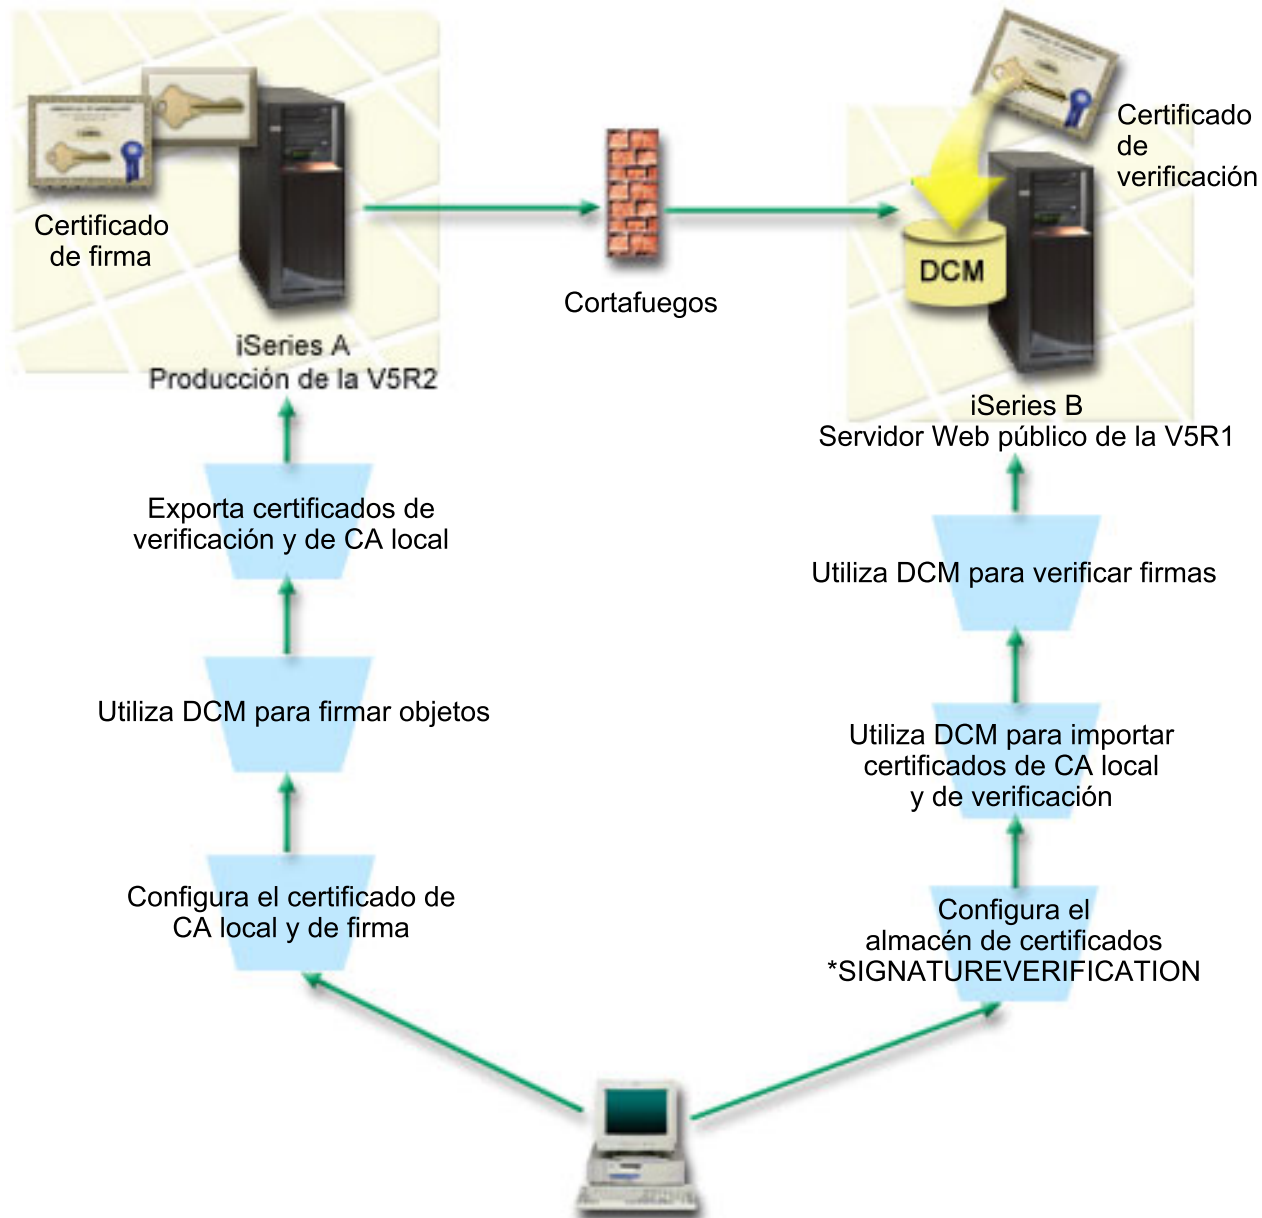 Certificado
de firma
iSeries A
Producción de la V5R2
Cortafuegos
Certificado
de
verificación
DCM
iSeries B
Servidor Web público de la V5R1
Exporta certificados de
verificación y de CA local
Utiliza DCM para firmar objetos
Configura el certificado de
CA local y de firma
Utiliza DCM para verificar firmas
Utiliza DCM para importar
certificados de CA local
y de verificación
Configura el
almacén de certificados
*SIGNATUREVERIFICATION